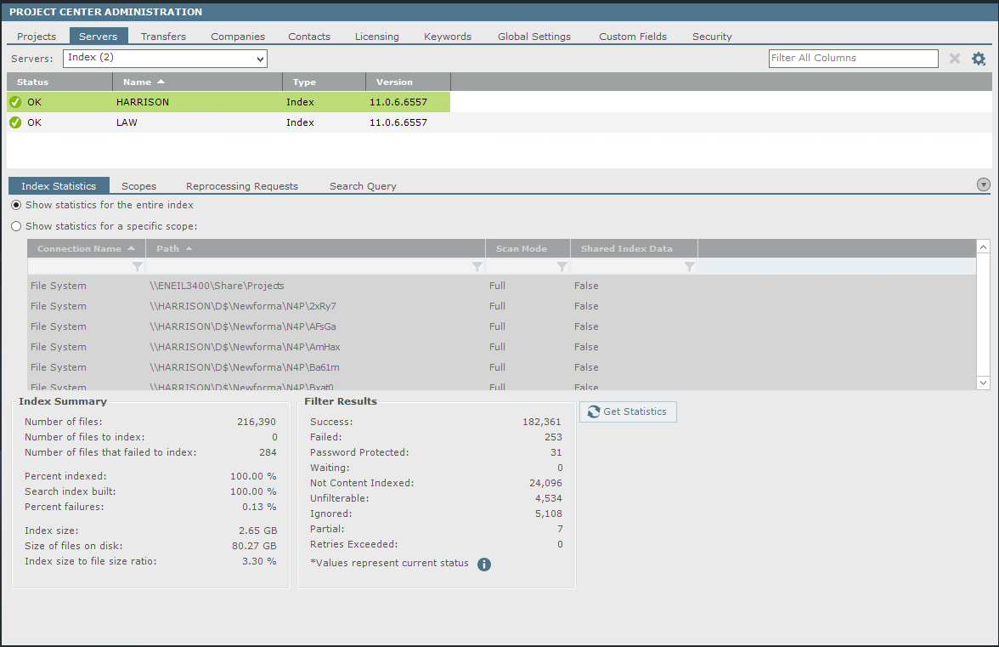 PROJECT CENTER ADMINISTRATION
Projects Servers Transfers Companies Contacts Licensing Keywords Global Settings Custom Fields Security
Servers: Index (2) Filter All Columns
Status Name Type Version
OK HARRISON Index 11.0.6.6557
OK LAW Index 11.0.6.6557
Index Statistics Scopes Reprocessing Requests Search Query
Show statistics for the entire index
Show statistics for a specific scope:
Connection Name Path Scan Mode Shared Index Data
File System \\ENEIL3400\Share\Projects Full False
File System \\HARRISON\D$\Newforma\N4P\2xRy7 Full False
File System \\HARRISON\D$\Newforma\N4P\AFsGa Full False
File System \\HARRISON\D$\Newforma\N4P\AmHax Full False
File System \\HARRISON\D$\Newforma\N4P\Ba61m Full False
File System \\HARRISON\D$\Newforma\N4P\Bxat0 Full False
Index Summary
Number of files: 216,390
Number of files to index: 0
Number of files that failed to index: 284
Percent indexed: 100.00 %
Search index built: 100.00 %
Percent failures: 0.13 %
Index size: 2.65 GB
Size of files on disk: 80.27 GB
Index size to file size ratio: 3.30 %
Filter Results
Success: 182,361
Failed: 253
Password Protected: 31
Waiting: 0
Not Content Indexed: 24,096
Unfilterable: 4,534
Ignored: 5,108
Partial: 7
Retries Exceeded: 0
*Values represent current status
Get Statistics